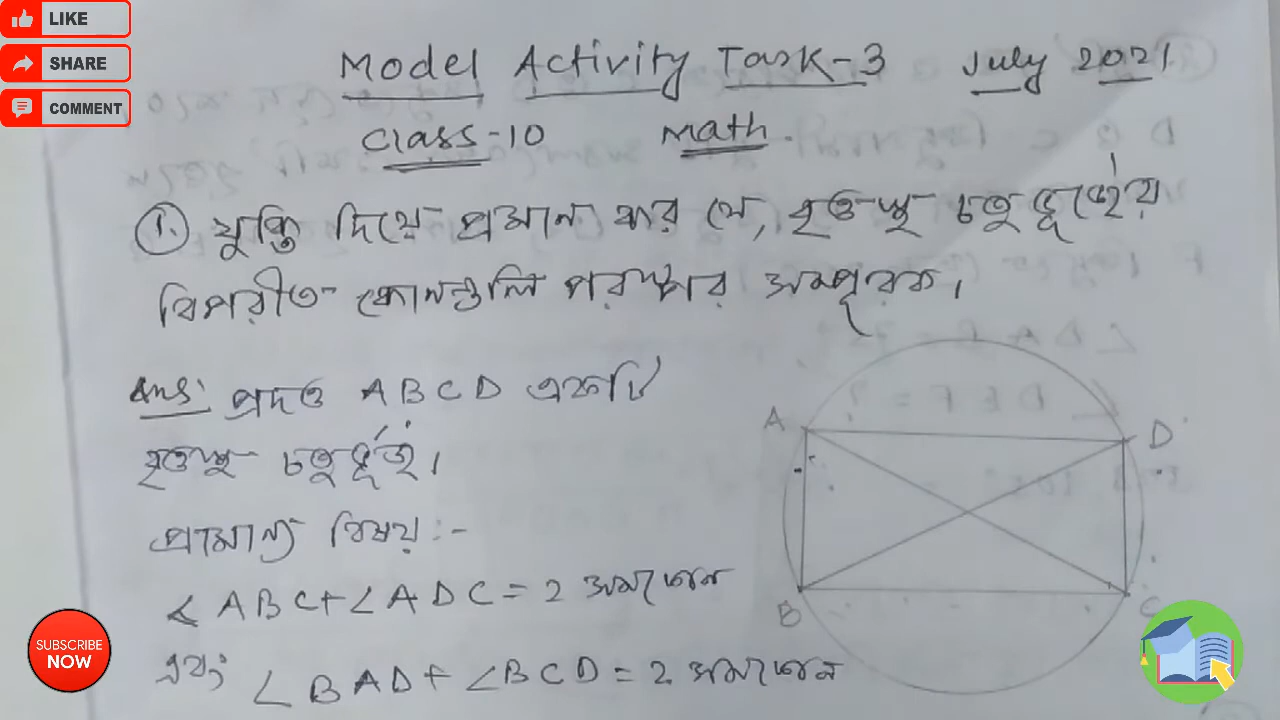 LIKE
SHARE
COMMENT
Model Activity Task-3 July 2021
Class-10 Math.
1. যুক্তি দিয়ে প্রমান কর যে, বৃত্তস্থ চতুর্ভূজের
বিপরীত কোনগুলি পরস্পর সম্পূরক।
Ans: প্রদত্ত ABCD একটি
বৃত্তস্থ চতুর্ভূজ।
প্রামান্য বিষয় :-
∠ABC+∠ADC = 2 সমকোন
এবং ∠BAD+∠BCD = 2 সমকোন
A
D
B
C
SUBSCRIBE
NOW